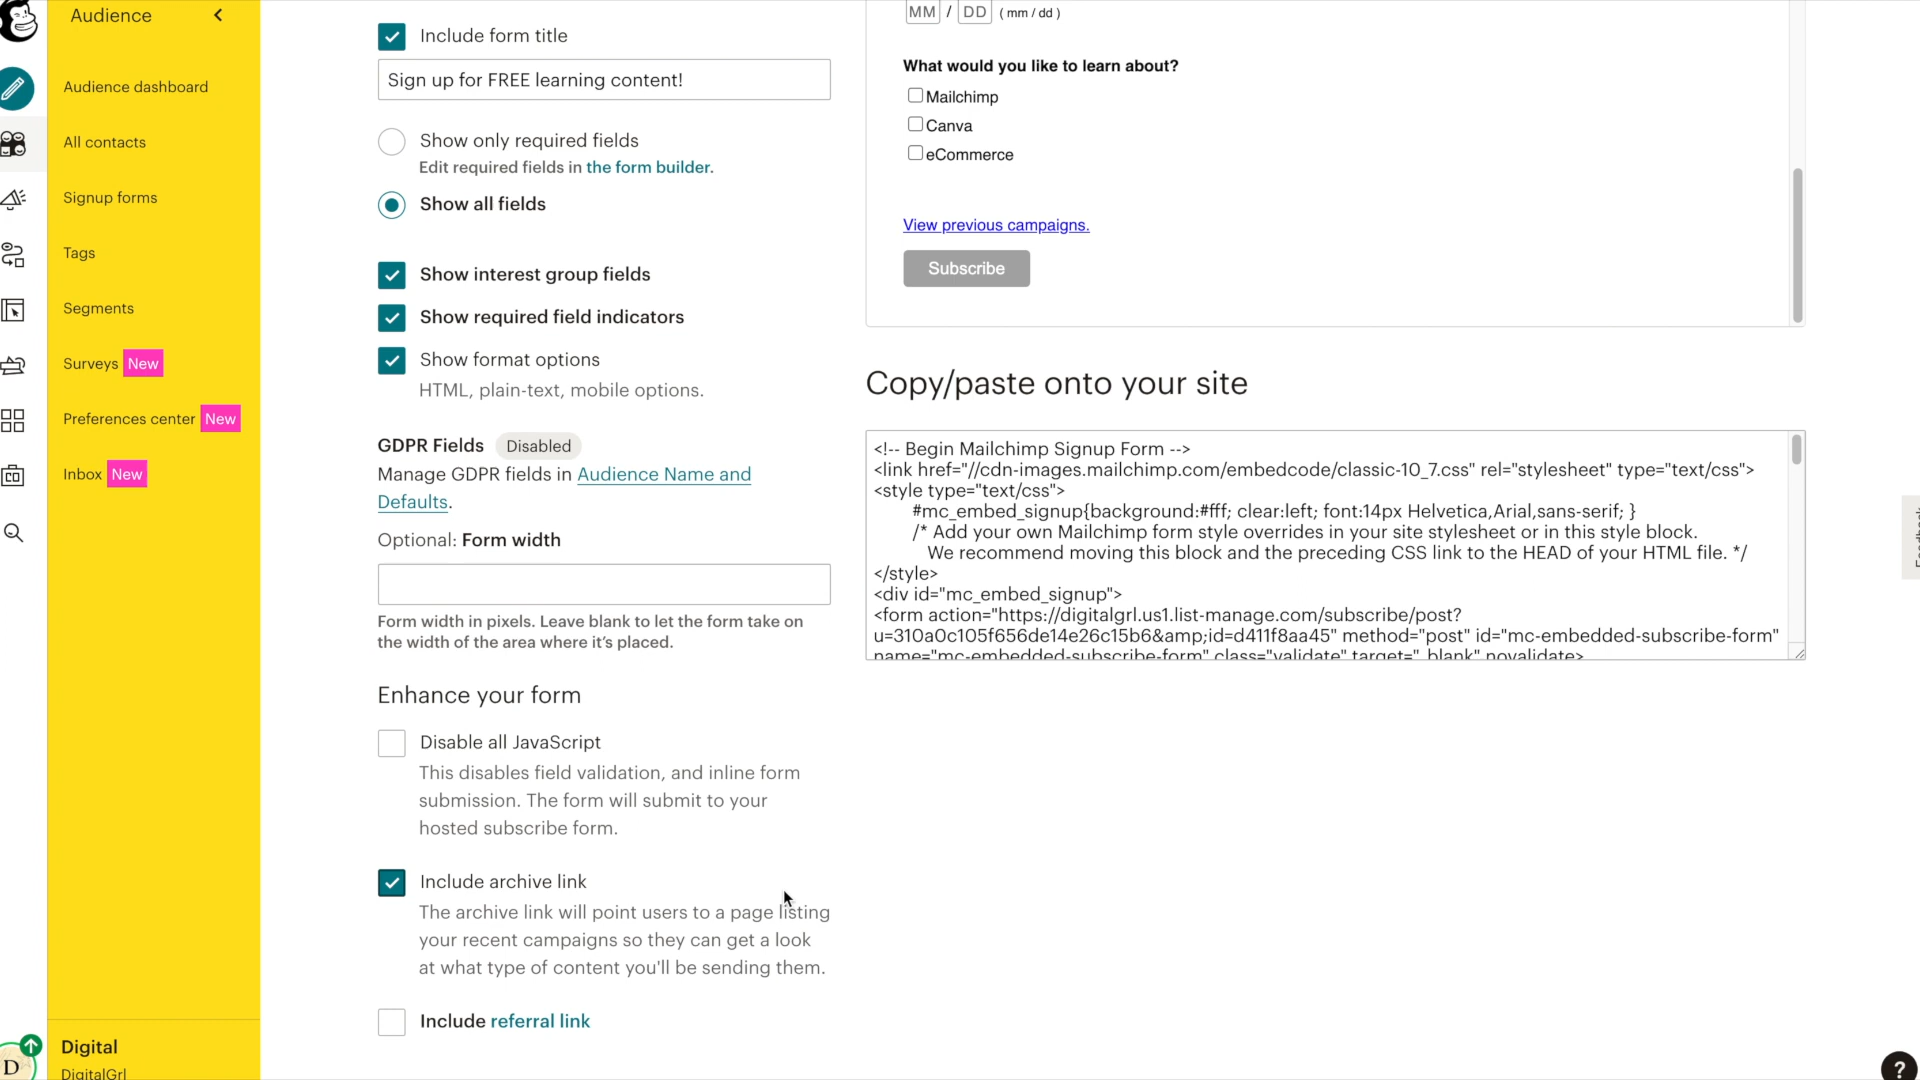 Audience
Audience dashboard
All contacts
Signup forms
Tags
Segments
Surveys New
Preferences center New
Inbox New
Digital
DigitalGrl
D
Include form title
Sign up for FREE learning content!
Show only required fields
Edit required fields in the form builder.
Show all fields
Show interest group fields
Show required field indicators
Show format options
HTML, plain-text, mobile options.
GDPR Fields Disabled
Manage GDPR fields in Audience Name and
Defaults.
Optional: Form width
Form width in pixels. Leave blank to let the form take on
the width of the area where it's placed.
Enhance your form
Disable all JavaScript
This disables field validation, and inline form
submission. The form will submit to your
hosted subscribe form.
Include archive link
The archive link will point users to a page listing
your recent campaigns so they can get a look
at what type of content you'll be sending them.
Include referral link
MM / DD ( mm / dd )
What would you like to learn about?
Mailchimp
Canva
eCommerce
View previous campaigns.
Subscribe
Copy/paste onto your site
<!-- Begin Mailchimp Signup Form -->
<link href="//cdn-images.mailchimp.com/embedcode/classic-10_7.css" rel="stylesheet" type="text/css">
<style type="text/css">
#mc_embed_signup{background:#fff; clear:left; font:14px Helvetica,Arial,sans-serif; }
/* Add your own Mailchimp form style overrides in your site stylesheet or in this style block.
We recommend moving this block and the preceding CSS link to the HEAD of your HTML file. */
</style>
<div id="mc_embed_signup">
<form action="https://digitalgrl.us1.list-manage.com/subscribe/post?
u=310a0c105f656de14e26c15b6&amp;id=d411f8aa45" method="post" id="mc-embedded-subscribe-form"
name="mc-embedded-subscribe-form" class="validate" target="_blank" novalidate>
?